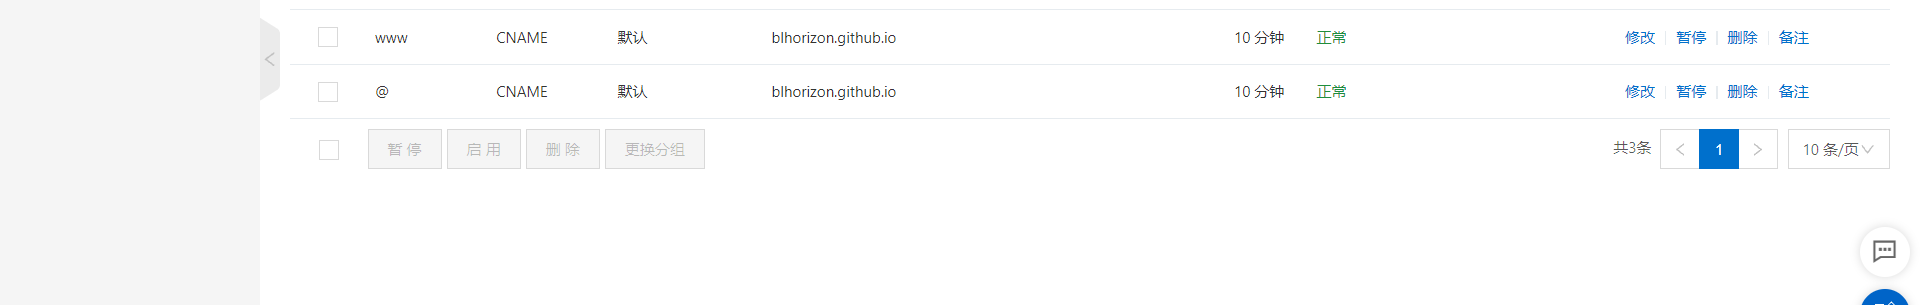 www CNAME 默认 blhorizon.github.io 10 分钟 正常 修改 暂停 删除 备注
@ CNAME 默认 blhorizon.github.io 10 分钟 正常 修改 暂停 删除 备注
暂 停 启 用 删 除 更换分组 共3条 1 10 条/页